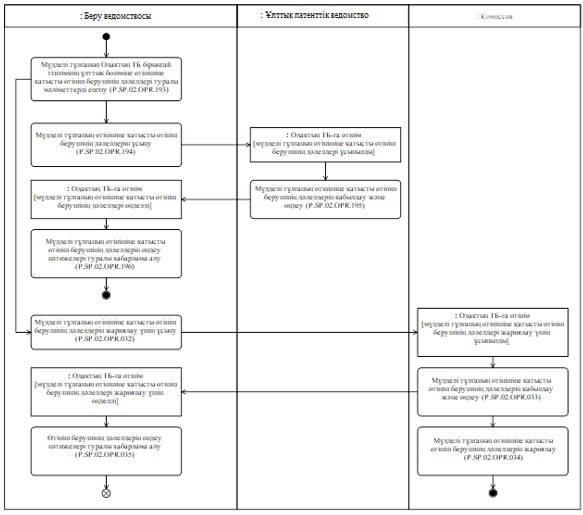 : Беру ведомствосы
: Ұлттық патенттік ведомство
: Комиссия
Мүдделі тұлғаның Одақтың ТБ бірыңғай
тізілімінің ұлттық бөліміне өтінішіне
қатысты өтініш берушінің дәлелдері туралы
мәліметтерді енгізу (P.SP.02.OPR.193)
Мүдделі тұлғаның өтінішіне қатысты өтініш
берушінің дәлелдерін ұсыну
(P.SP.02.OPR.194)
: Одақтың ТБ-ға өтінім
[мүдделі тұлғаның өтінішіне қатысты өтініш
берушінің дәлелдері ұсынылды]
: Одақтың ТБ-ға өтінім
[мүдделі тұлғаның өтінішіне қатысты өтініш
берушінің дәлелдері өңделді]
Мүдделі тұлғаның өтінішіне қатысты
өтініш берушінің дәлелдерін қабылдау және
өңдеу (P.SP.02.OPR.195)
Мүдделі тұлғаның өтінішіне қатысты
өтініш берушінің дәлелдерін өңдеу
нәтижелері туралы хабарлама алу
(P.SP.02.OPR.196)
Мүдделі тұлғаның өтінішіне қатысты өтініш
берушінің дәлелдерін жариялау үшін ұсыну
(P.SP.02.OPR.032)
: Одақтың ТБ-ға өтінім
[мүдделі тұлғаның өтінішіне қатысты өтініш
берушінің дәлелдері жариялау үшін
ұсынылды]
: Одақтың ТБ-ға өтінім
[мүдделі тұлғаның өтінішіне қатысты өтініш
берушінің дәлелдері жариялау үшін
өңделді]
Мүдделі тұлғаның өтінішіне қатысты
өтініш берушінің дәлелдерін қабылдау
және өңдеу (P.SP.02.OPR.033)
Өтініш берушінің дәлелдерін өңдеу
нәтижелері туралы хабарлама алу
(P.SP.02.OPR.035)
Мүдделі тұлғаның өтінішіне қатысты
өтініш берушінің дәлелдерін жариялау
(P.SP.02.OPR.034)